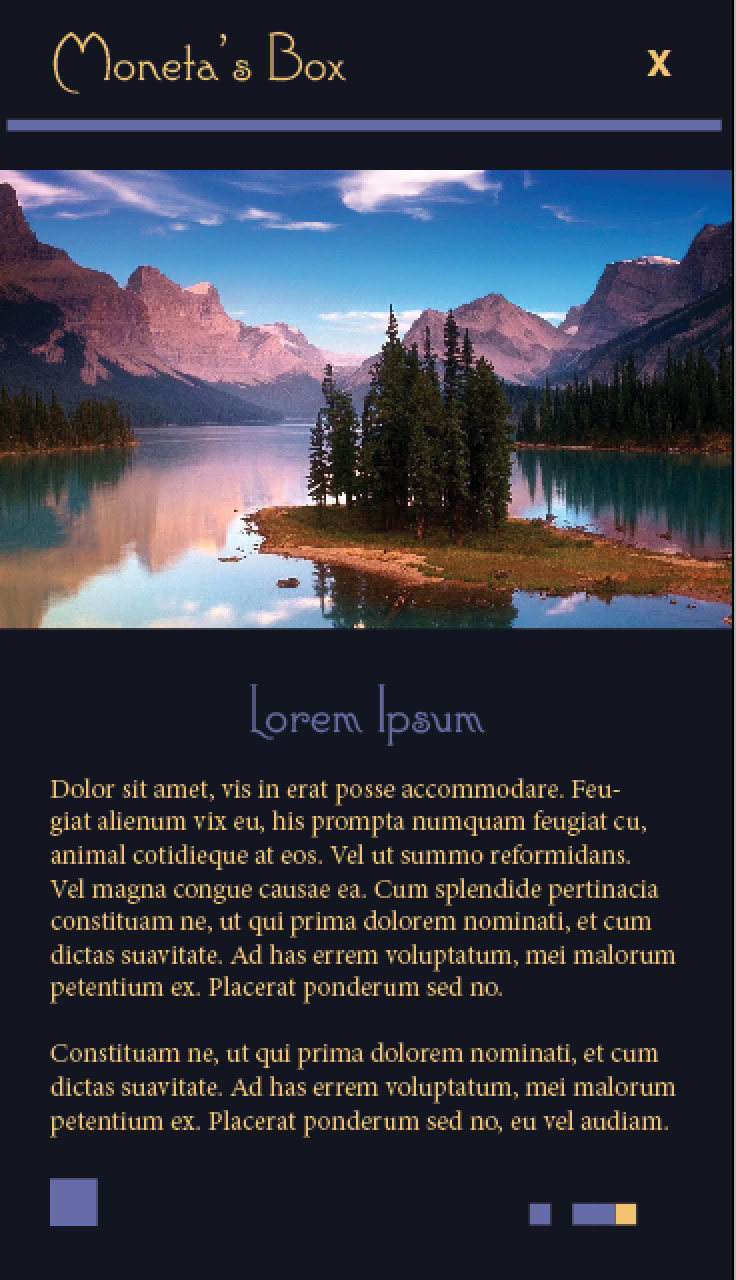 Moneta's Box
X
Lorem Ipsum
Dolor sit amet, vis in erat posse accommodare. Feu-
giat alienum vix eu, his prompta numquam feugiat cu,
animal cotidieque at eos. Vel ut summo reformidans.
Vel magna congue causae ea. Cum splendide pertinacia
constituam ne, ut qui prima dolorem nominati, et cum
dictas suavitate. Ad has errem voluptatum, mei malorum
petentium ex. Placerat ponderum sed no.
Constituam ne, ut qui prima dolorem nominati, et cum
dictas suavitate. Ad has errem voluptatum, mei malorum
petentium ex. Placerat ponderum sed no, eu vel audiam.